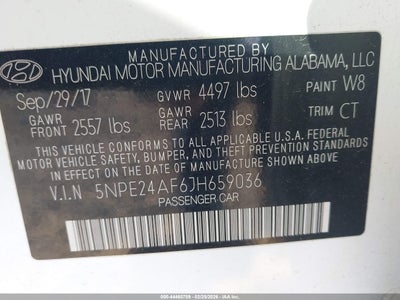 MANUFACTURED BY
HYUNDAI MOTOR MANUFACTURING ALABAMA, LLC
Sep/29/17 GVWR 4497 lbs PAINT W8
GAWR GAWR TRIM CT
FRONT 2557 lbs REAR 2513 lbs
THIS VEHICLE CONFORMS TO ALL APPLICABLE U.S. FEDERAL
MOTOR VEHICLE SAFETY, BUMPER, AND THEFT PREVENTION
STANDARDS IN EFFECT ON THE DATE OF MANUFACTURE SHOWN ABOVE.
V.I.N 5NPE24AF6JH659036
PASSENGER CAR